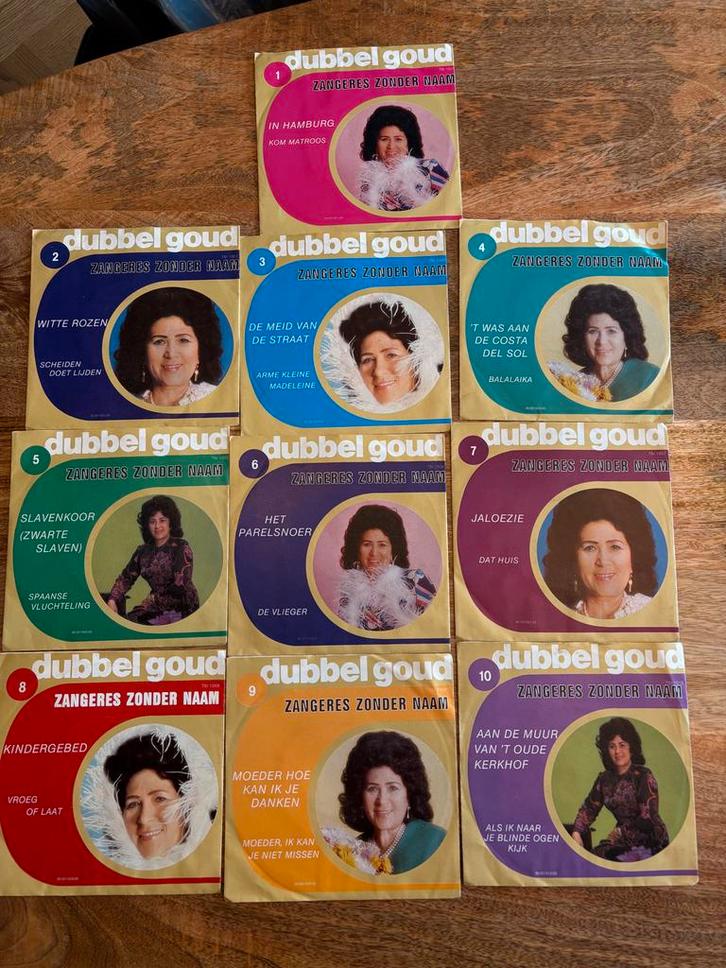 dubbel goud
1
ZANGERES ZONDER NAAM
IN HAMBURG
KOM MATROOS
dubbel goud
2
ZANGERES ZONDER NAAM
WITTE ROZEN
SCHEIDEN
DOET LIJDEN
dubbel goud
3
ZANGERES ZONDER NAAM
DE MEID VAN
DE STRAAT
ARME KLEINE
MADELEINE
dubbel goud
4
ZANGERES ZONDER NAAM
'T WAS AAN
DE COSTA
DEL SOL
BALALAIKA
dubbel goud
5
ZANGERES ZONDER NAAM
SLAVENKOOR
(ZWARTE
SLAVEN)
SPAANSE
VLUCHTELING
dubbel goud
6
ZANGERES ZONDER NAAM
HET
PARELSNOER
DE VLIEGER
dubbel goud
7
ZANGERES ZONDER NAAM
JALOEZIE
DAT HUIS
dubbel goud
8
ZANGERES ZONDER NAAM
KINDERGEBED
VROEG
OF LAAT
dubbel goud
9
ZANGERES ZONDER NAAM
MOEDER HOE
KAN IK JE
DANKEN
MOEDER, IK KAN
JE NIET MISSEN
dubbel goud
10
ZANGERES ZONDER NAAM
AAN DE MUUR
VAN 'T OUDE
KERKHOF
ALS IK NAAR
JE BLINDE OGEN
KIJK